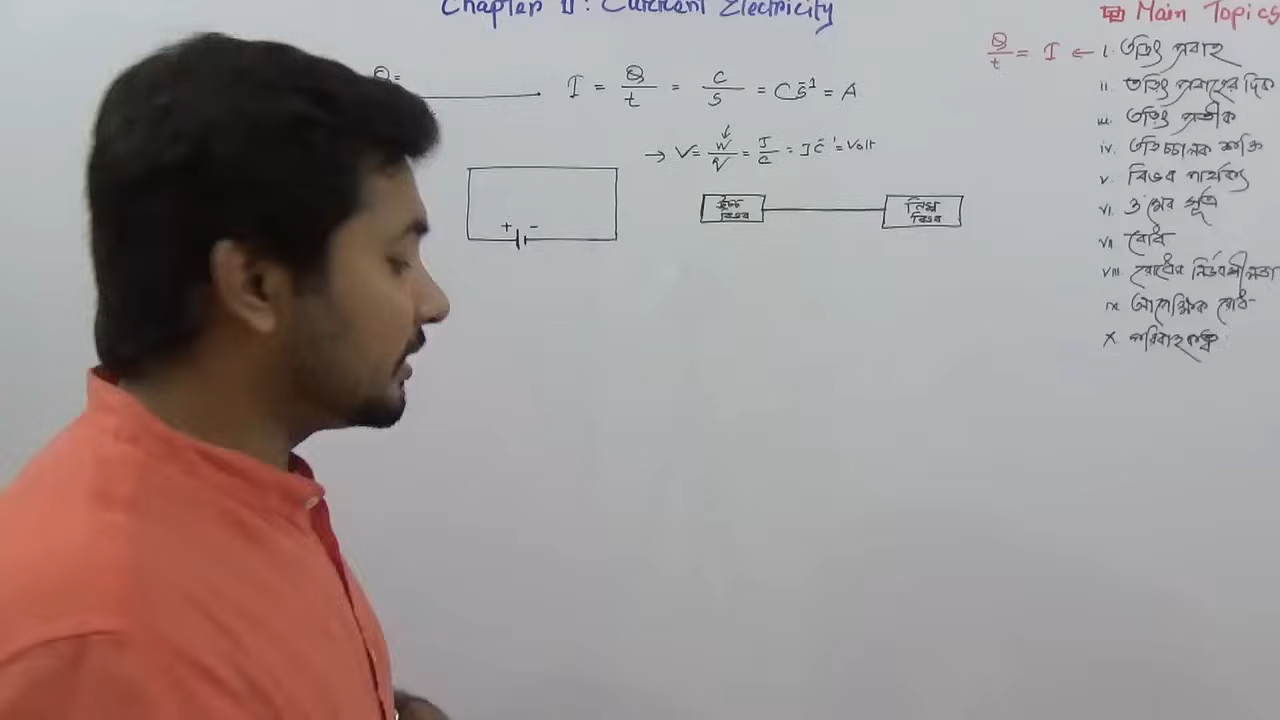 Chapter 11: Current Electricity
Main Topics
Q/t = I ← i. তড়িৎ প্রবাহ
ii. তড়িৎ প্রবাহের দিক
iii. তড়িৎ প্রতীক
iv. তড়িচ্চালক শক্তি
v. বিভব পার্থক্য
vi. ও'মের সূত্র
vii. রোধ
viii. রোধের নির্ভরশীলতা
ix. আপেক্ষিক রোধ
x. পরিবাহকত্ব
Q=
I = Q/t = C/S = CS⁻¹ = A
→ V = W/q = J/C = JC⁻¹ = Volt
উচ্চ বিভব
নিম্ন বিভব
+ -